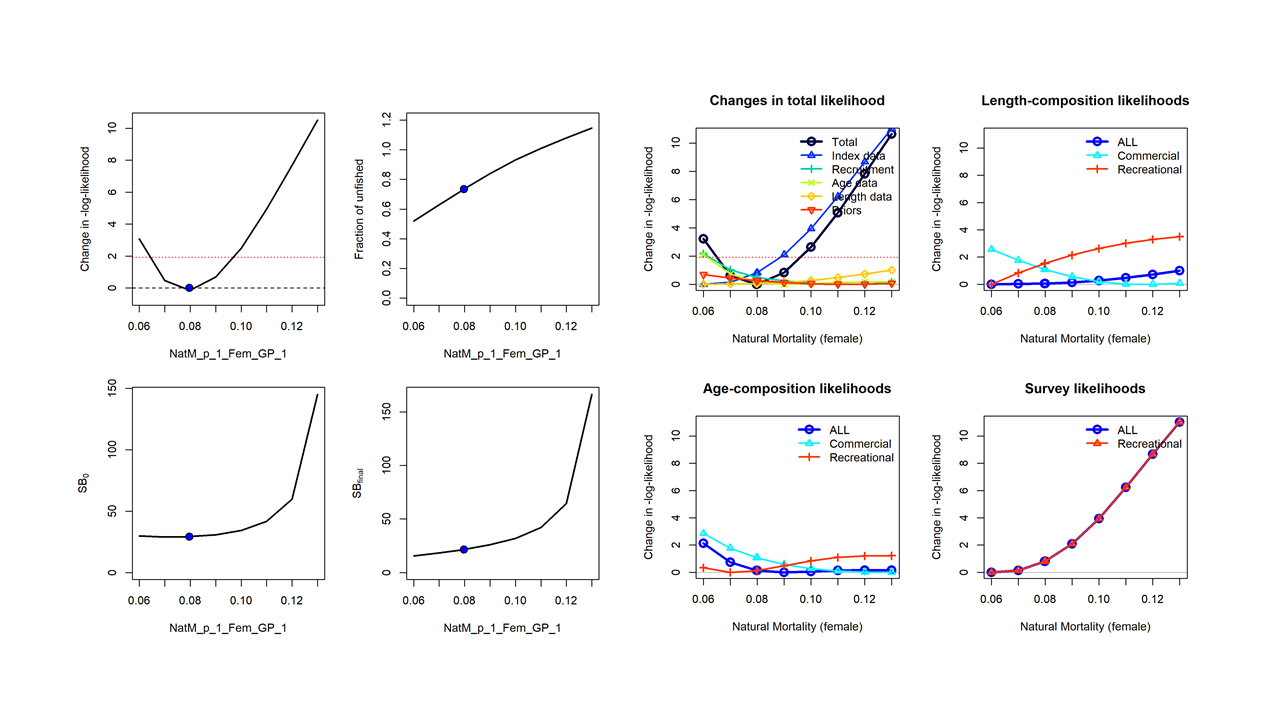 Change in -log-likelihood
10
8
6
4
2
0
0.06
0.08
0.10
0.12
NatM_p_1_Fem_GP_1
Fraction of unfished
1.2
1.0
0.8
0.6
0.4
0.2
0.0
0.06
0.08
0.10
0.12
NatM_p_1_Fem_GP_1
Changes in total likelihood
Change in -log-likelihood
10
8
6
4
2
0
Total
Index data
Recruitment
Age data
Length data
Priors
0.06
0.08
0.10
0.12
Natural Mortality (female)
Length-composition likelihoods
Change in -log-likelihood
10
8
6
4
2
0
ALL
Commercial
Recreational
0.06
0.08
0.10
0.12
Natural Mortality (female)
SB0
150
100
50
0
0.06
0.08
0.10
0.12
NatM_p_1_Fem_GP_1
SBfinal
150
100
50
0
0.06
0.08
0.10
0.12
NatM_p_1_Fem_GP_1
Age-composition likelihoods
Change in -log-likelihood
10
8
6
4
2
0
ALL
Commercial
Recreational
0.06
0.08
0.10
0.12
Natural Mortality (female)
Survey likelihoods
Change in -log-likelihood
10
8
6
4
2
0
ALL
Recreational
0.06
0.08
0.10
0.12
Natural Mortality (female)